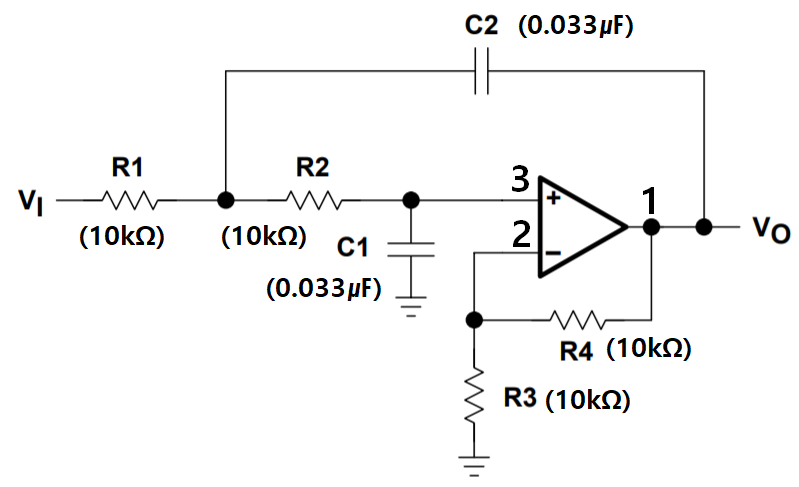 C2 (0.033µF)
R1
R2
VI
(10kΩ)
(10kΩ)
C1
(0.033µF)
3
+
2
−
1
VO
R4 (10kΩ)
R3 (10kΩ)